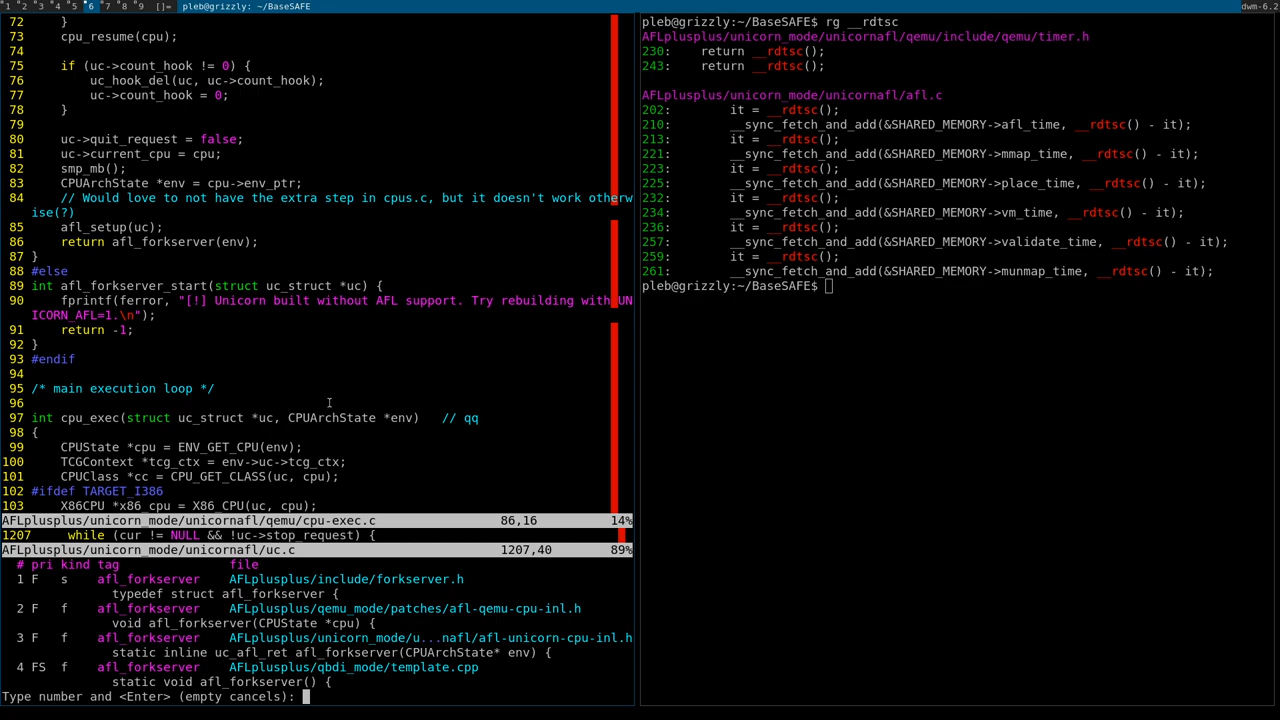 1 2 3 4 5 6 7 8 9 []= pleb@grizzly: ~/BaseSAFE dwm-6.2
72 }
73 cpu_resume(cpu);
74
75 if (uc->count_hook != 0) {
76 uc_hook_del(uc, uc->count_hook);
77 uc->count_hook = 0;
78 }
79
80 uc->quit_request = false;
81 uc->current_cpu = cpu;
82 smp_mb();
83 CPUArchState *env = cpu->env_ptr;
84 // Would love to not have the extra step in cpus.c, but it doesn't work otherw
ise(?)
85 afl_setup(uc);
86 return afl_forkserver(env);
87 }
88 #else
89 int afl_forkserver_start(struct uc_struct *uc) {
90 fprintf(ferror, "[!] Unicorn built without AFL support. Try rebuilding with UN
ICORN_AFL=1.\n");
91 return -1;
92 }
93 #endif
94
95 /* main execution loop */
96
97 int cpu_exec(struct uc_struct *uc, CPUArchState *env) // qq
98 {
99 CPUState *cpu = ENV_GET_CPU(env);
100 TCGContext *tcg_ctx = env->uc->tcg_ctx;
101 CPUClass *cc = CPU_GET_CLASS(uc, cpu);
102 #ifdef TARGET_I386
103 X86CPU *x86_cpu = X86_CPU(uc, cpu);
AFLplusplus/unicorn_mode/unicornafl/qemu/cpu-exec.c 86,16 14%
1207 while (cur != NULL && !uc->stop_request) {
AFLplusplus/unicorn_mode/unicornafl/uc.c 1207,40 89%
# pri kind tag file
1 F s afl_forkserver AFLplusplus/include/forkserver.h
typedef struct afl_forkserver {
2 F f afl_forkserver AFLplusplus/qemu_mode/patches/afl-qemu-cpu-inl.h
void afl_forkserver(CPUState *cpu) {
3 F f afl_forkserver AFLplusplus/unicorn_mode/u...nafl/afl-unicorn-cpu-inl.h
static inline uc_afl_ret afl_forkserver(CPUArchState* env) {
4 FS f afl_forkserver AFLplusplus/qbdi_mode/template.cpp
static void afl_forkserver() {
Type number and <Enter> (empty cancels):
pleb@grizzly:~/BaseSAFE$ rg __rdtsc
AFLplusplus/unicorn_mode/unicornafl/qemu/include/qemu/timer.h
230: return __rdtsc();
243: return __rdtsc();

AFLplusplus/unicorn_mode/unicornafl/afl.c
202: it = __rdtsc();
210: __sync_fetch_and_add(&SHARED_MEMORY->afl_time, __rdtsc() - it);
213: it = __rdtsc();
221: __sync_fetch_and_add(&SHARED_MEMORY->mmap_time, __rdtsc() - it);
223: it = __rdtsc();
225: __sync_fetch_and_add(&SHARED_MEMORY->place_time, __rdtsc() - it);
232: it = __rdtsc();
234: __sync_fetch_and_add(&SHARED_MEMORY->vm_time, __rdtsc() - it);
236: it = __rdtsc();
257: __sync_fetch_and_add(&SHARED_MEMORY->validate_time, __rdtsc() - it);
259: it = __rdtsc();
261: __sync_fetch_and_add(&SHARED_MEMORY->munmap_time, __rdtsc() - it);
pleb@grizzly:~/BaseSAFE$